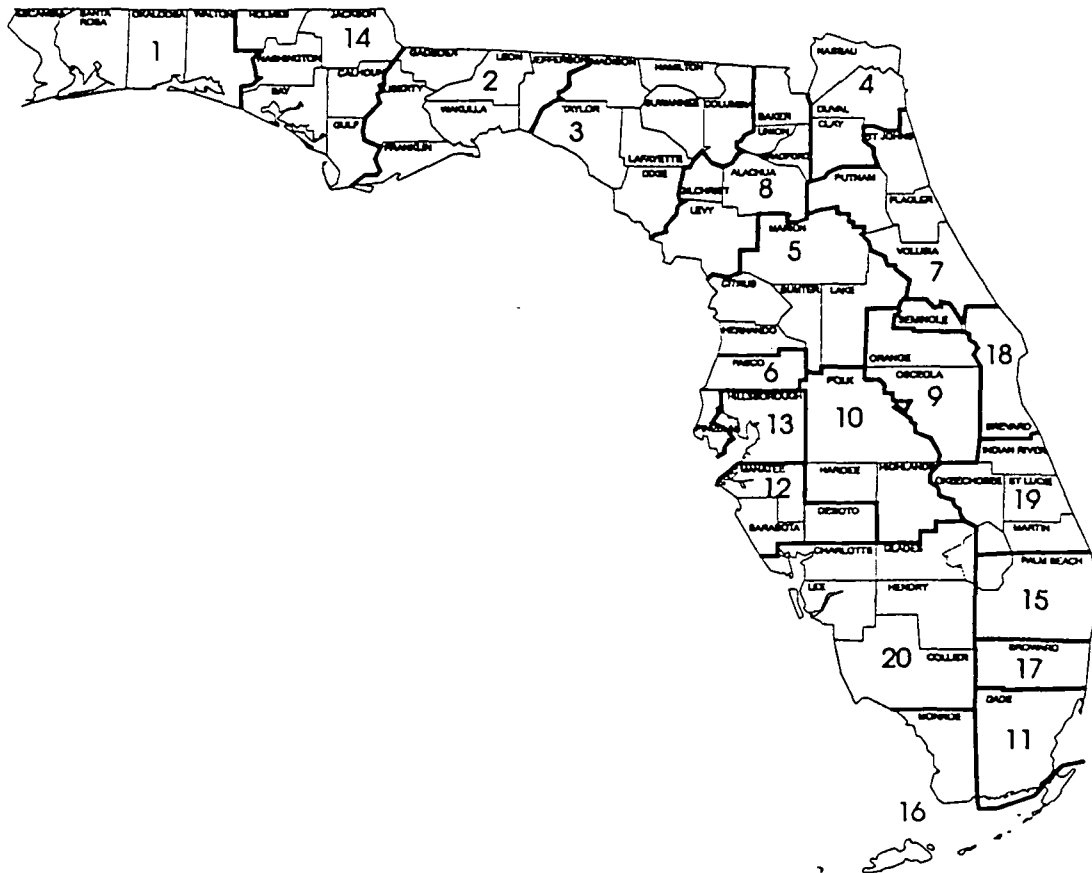 ESCAMBIA
SANTA
ROSA
OKALOOSA
WALTON
HOLMES
JACKSON
1
14
WASHINGTON
BAY
CALHOUN
GULF
GADSDEN
LIBERTY
LEON
2
WAKULLA
FRANKLIN
JEFFERSON
MADISON
TAYLOR
3
HAMILTON
SUWANNEE
COLUMBIA
LAFAYETTE
DIXIE
NASSAU
4
DUVAL
BAKER
UNION
BRADFORD
CLAY
ST JOHNS
GILCHRIST
ALACHUA
8
LEVY
PUTNAM
FLAGLER
MARION
5
VOLUSIA
7
CITRUS
SUMTER
LAKE
HERNANDO
PASCO
6
SEMINOLE
ORANGE
OSCEOLA
9
18
BREVARD
POLK
10
HILLSBOROUGH
13
PINELLAS
INDIAN RIVER
MANATEE
12
HARDEE
HIGHLANDS
OKEECHOBEE
ST LUCIE
19
SARASOTA
DESOTO
MARTIN
CHARLOTTE
GLADES
PALM BEACH
15
LEE
HENDRY
20
COLLIER
BROWARD
17
MONROE
DADE
11
16